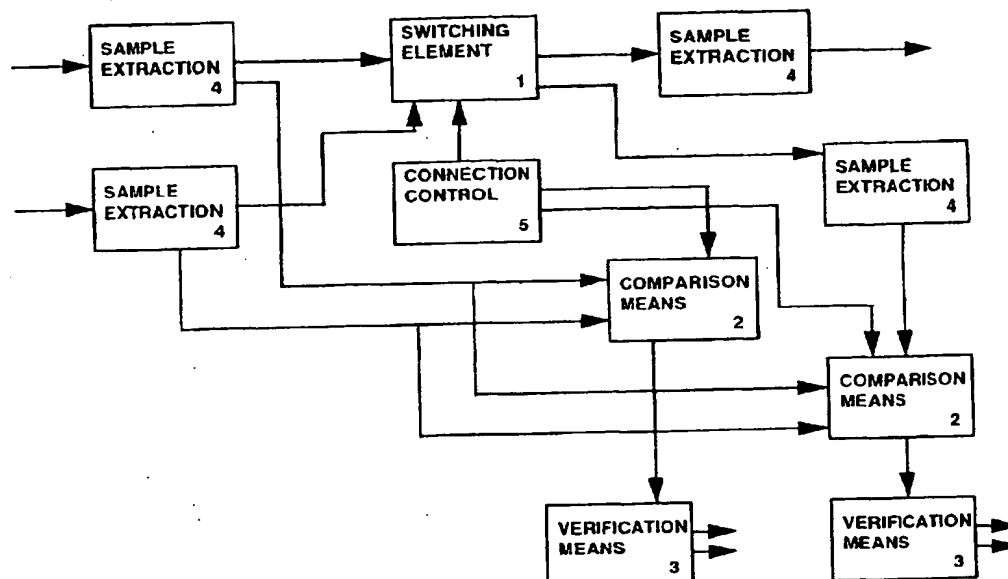 SAMPLE
EXTRACTION
4
SWITCHING
ELEMENT
1
SAMPLE
EXTRACTION
4
SAMPLE
EXTRACTION
4
CONNECTION
CONTROL
5
SAMPLE
EXTRACTION
4
COMPARISON
MEANS
2
COMPARISON
MEANS
2
VERIFICATION
MEANS
3
VERIFICATION
MEANS
3